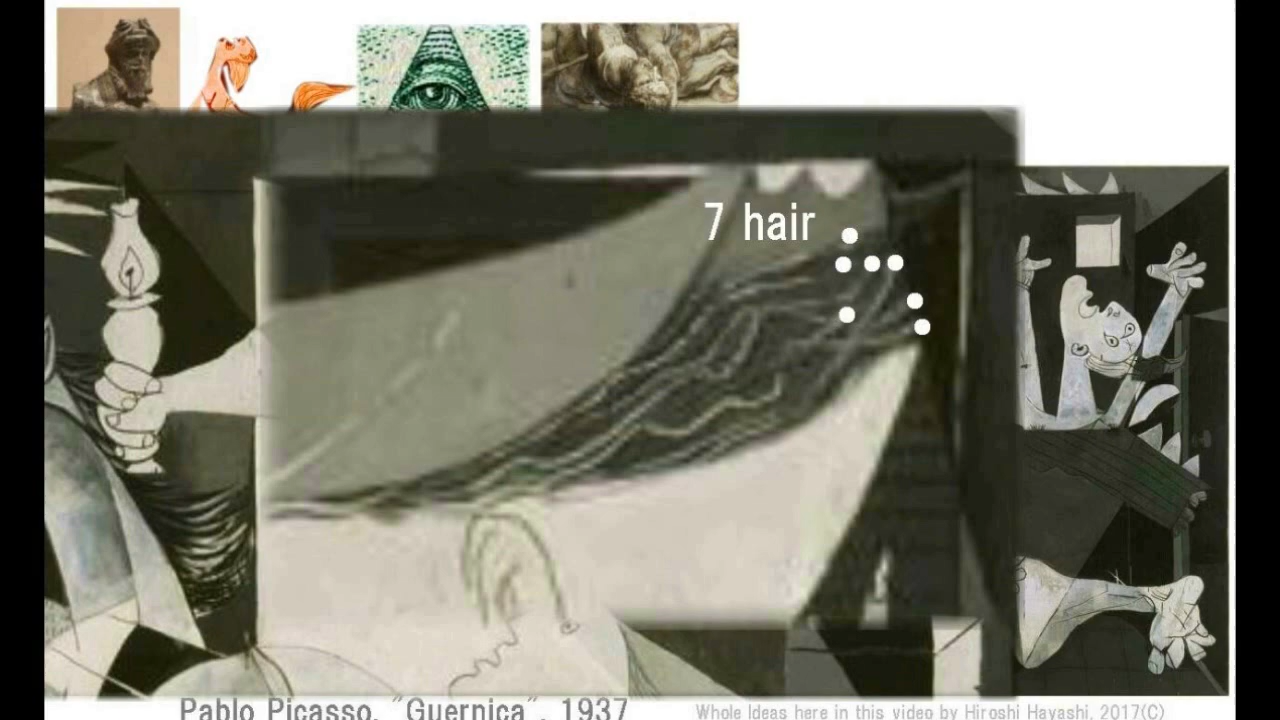 7 hair
Pablo Picasso, "Guernica", 1937
Whole Ideas here in this video by Hiroshi Hayashi, 2017(C)